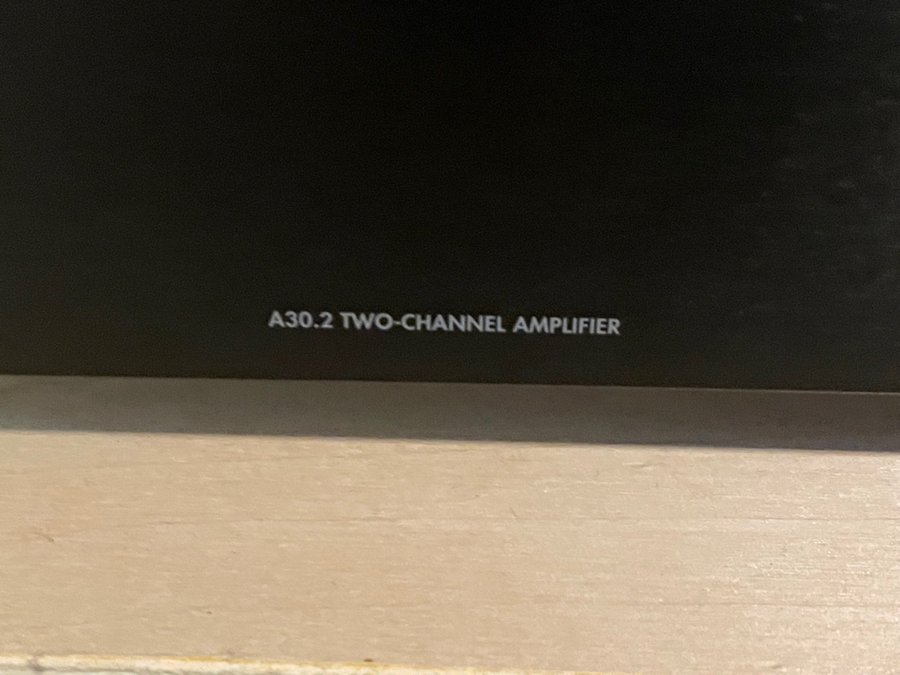 A30.2 TWO-CHANNEL AMPLIFIER